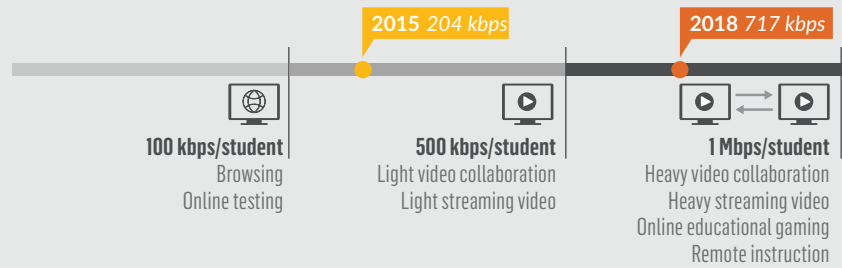 2015 204 kbps
2018 717 kbps
100 kbps/student
Browsing
Online testing
500 kbps/student
Light video collaboration
Light streaming video
1 Mbps/student
Heavy video collaboration
Heavy streaming video
Online educational gaming
Remote instruction